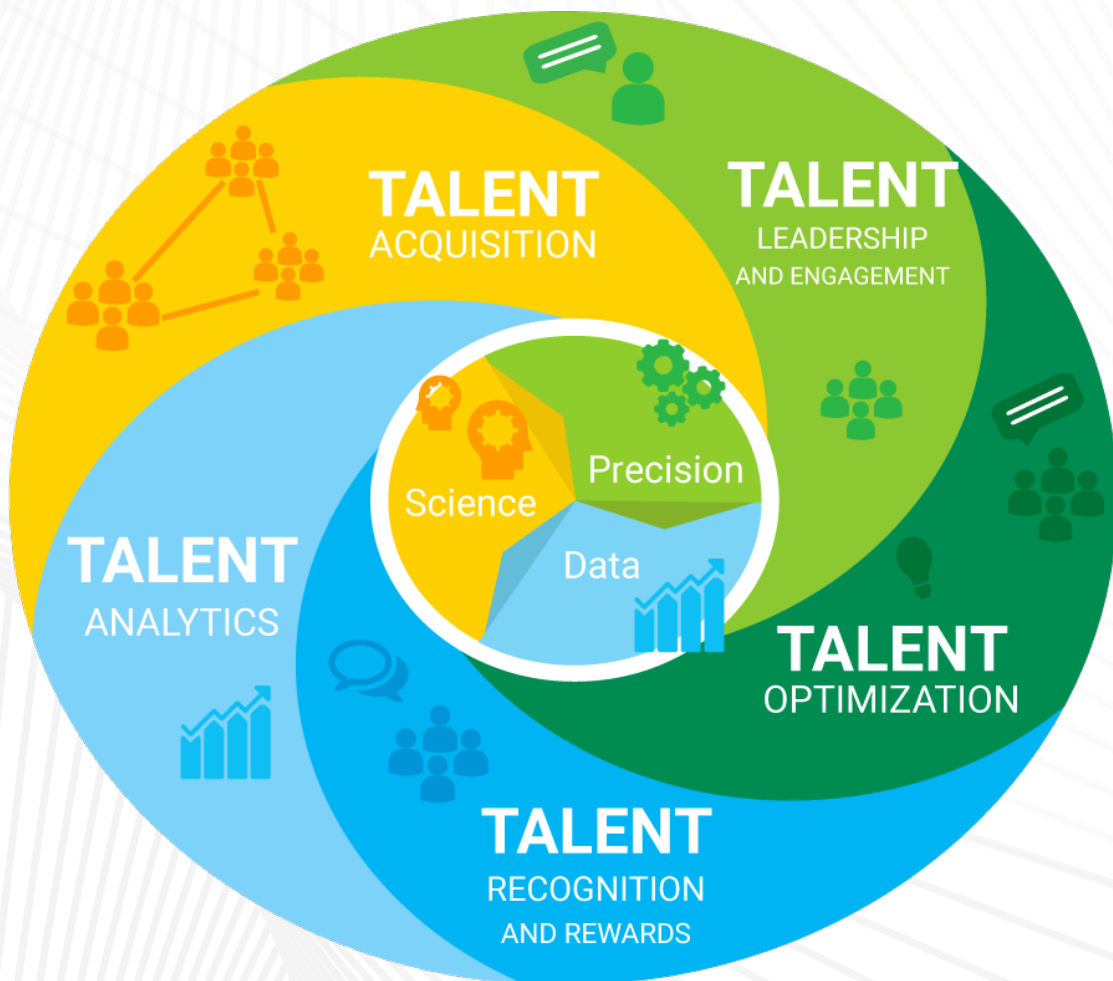 TALENT
ACQUISITION
TALENT
LEADERSHIP
AND ENGAGEMENT
Precision
Science
Data
TALENT
ANALYTICS
TALENT
OPTIMIZATION
TALENT
RECOGNITION
AND REWARDS